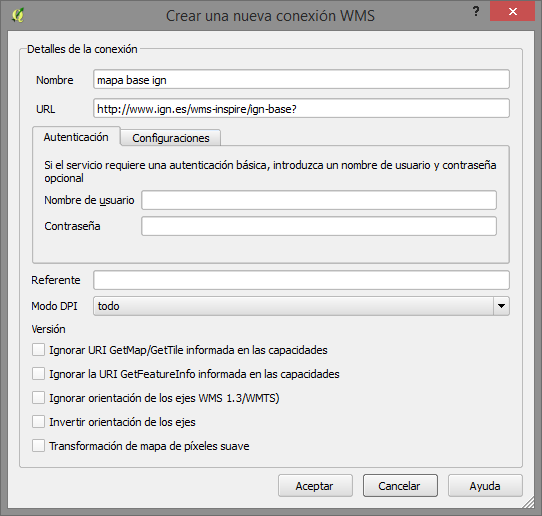 Crear una nueva conexión WMS
?
Detalles de la conexión
Nombre mapa base ign
URL http://www.ign.es/wms-inspire/ign-base?
Autenticación Configuraciones
Si el servicio requiere una autenticación básica, introduzca un nombre de usuario y contraseña
opcional
Nombre de usuario
Contraseña
Referente
Modo DPI todo
Versión
Ignorar URI GetMap/GetTile informada en las capacidades
Ignorar la URI GetFeatureInfo informada en las capacidades
Ignorar orientación de los ejes WMS 1.3/WMTS)
Invertir orientación de los ejes
Transformación de mapa de píxeles suave
Aceptar Cancelar Ayuda